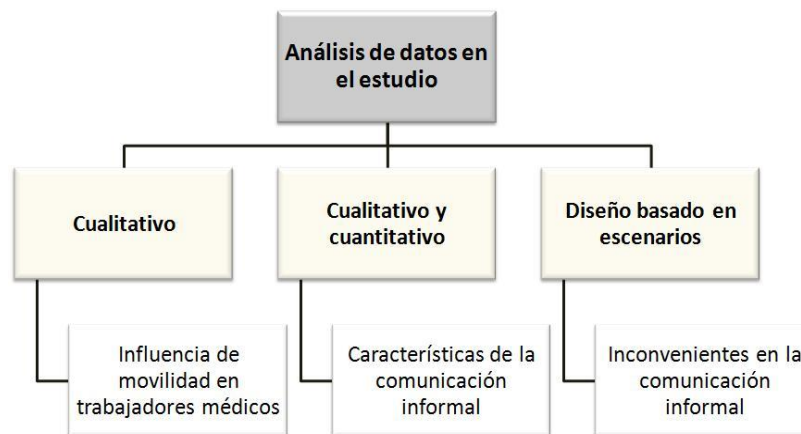 Análisis de datos en
el estudio
Cualitativo
Cualitativo y
cuantitativo
Diseño basado en
escenarios
Influencia de
movilidad en
trabajadores médicos
Características de la
comunicación
informal
Inconvenientes en la
comunicación
informal